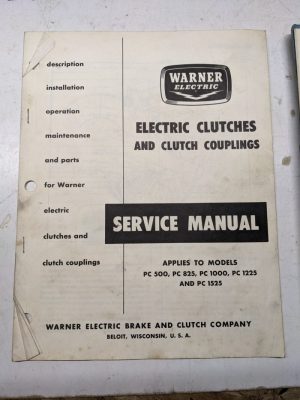 description
installation
operation
maintenance
and parts
for Warner
electric
clutches and
clutch couplings
WARNER
ELECTRIC
ELECTRIC CLUTCHES
AND CLUTCH COUPLINGS
SERVICE MANUAL
APPLIES TO MODELS
PC 500, PC 825, PC 1000, PC 1225
AND PC 1525
WARNER ELECTRIC BRAKE AND CLUTCH COMPANY
BELOIT, WISCONSIN, U. S. A.